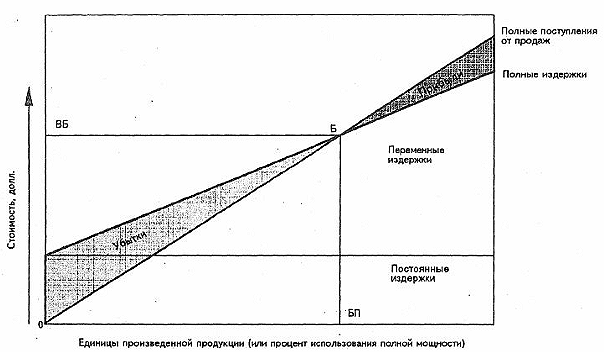 Полные поступления
от продаж
Прибыли
Полные издержки
ВБ
Б
Переменные
издержки
Стоимость, долл.
Убытки
Постоянные
издержки
БП
0
Единицы произведенной продукции (или процент использования полной мощности)